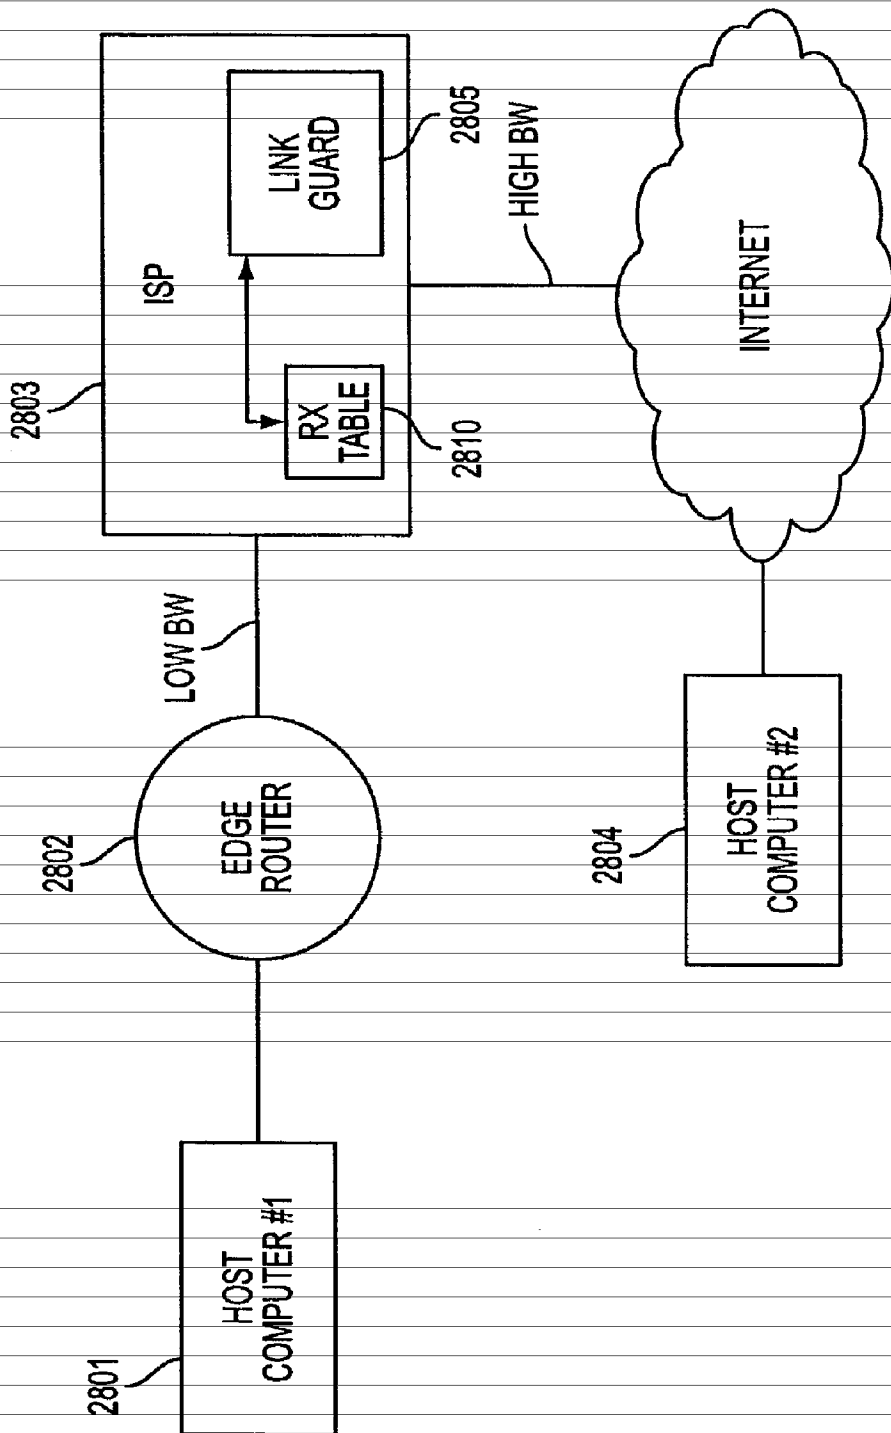 2801
HOST
COMPUTER #1
2802
EDGE
ROUTER
LOW BW
2803
ISP
RX
TABLE
2810
LINK
GUARD
2805
HIGH BW
INTERNET
2804
HOST
COMPUTER #2